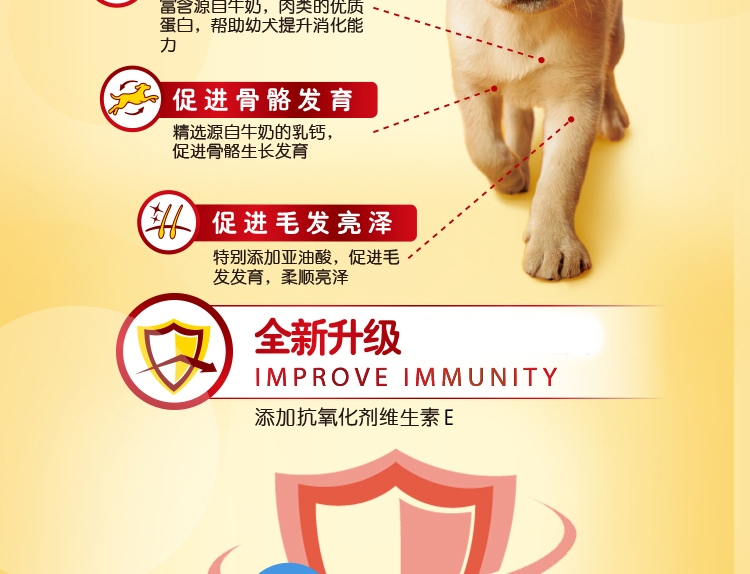 富含源自牛奶，肉类的优质
蛋白，帮助幼犬提升消化能
力
促进骨骼发育
精选源自牛奶的乳钙，
促进骨骼生长发育
促进毛发亮泽
特别添加亚油酸，促进毛
发发育，柔顺亮泽
全新升级
IMPROVE IMMUNITY
添加抗氧化剂维生素E